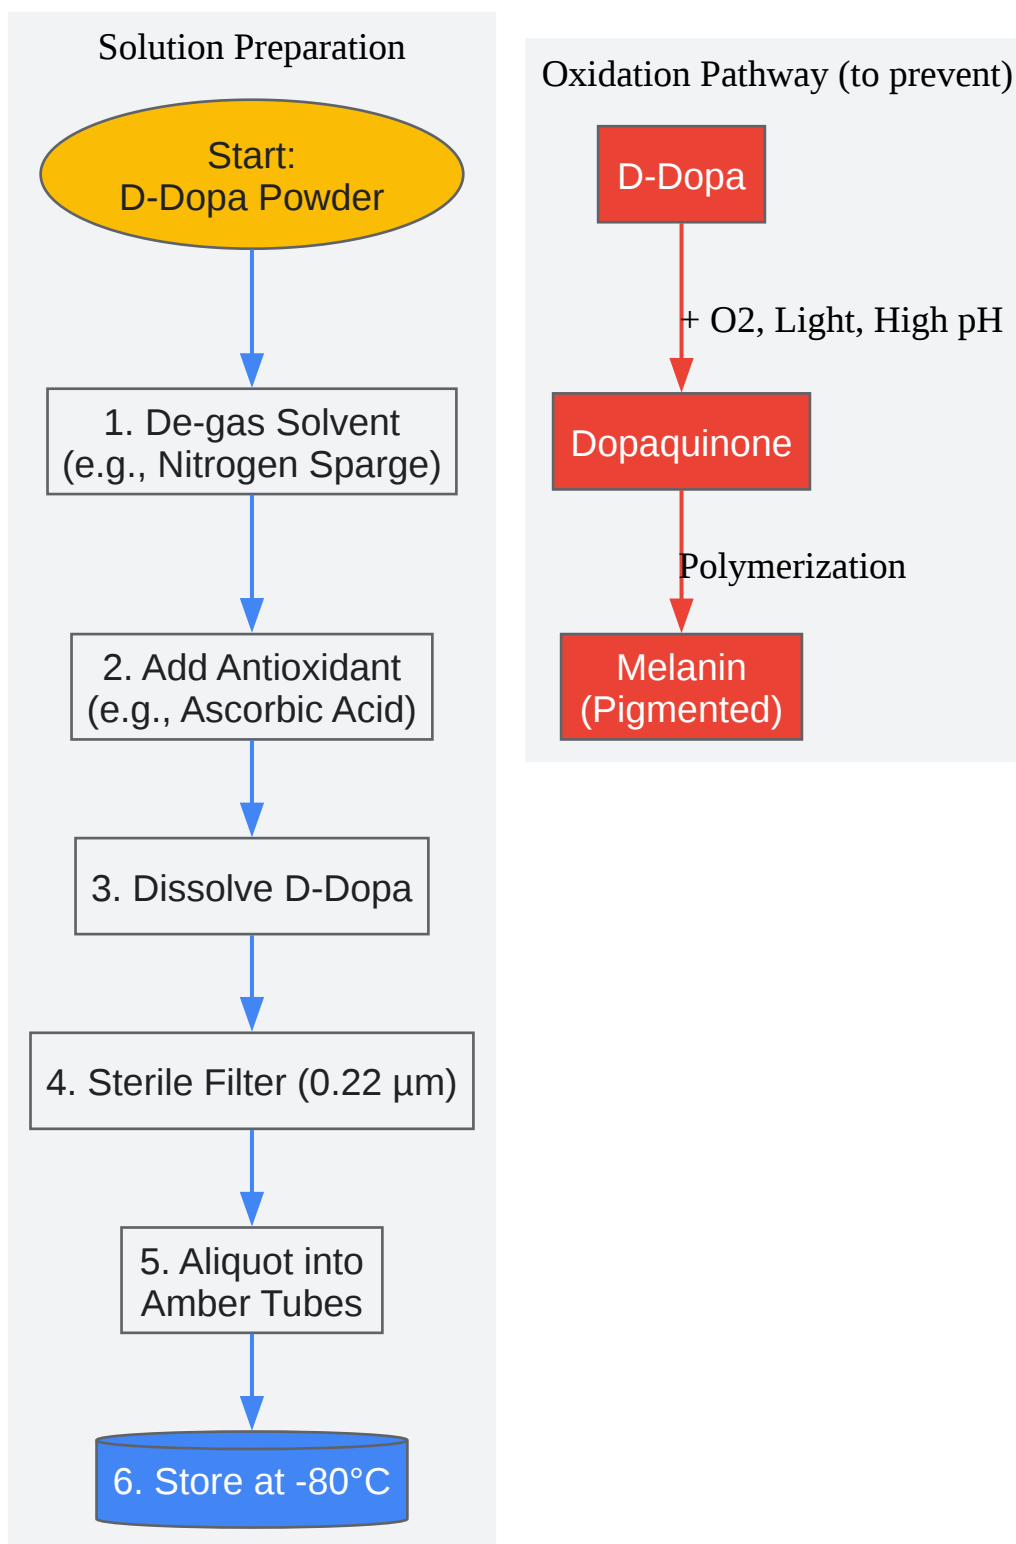 Solution Preparation
Start:
D-Dopa Powder
1. De-gas Solvent
(e.g., Nitrogen Sparge)
2. Add Antioxidant
(e.g., Ascorbic Acid)
3. Dissolve D-Dopa
4. Sterile Filter (0.22 µm)
5. Aliquot into
Amber Tubes
6. Store at -80°C
Oxidation Pathway (to prevent)
D-Dopa
+ O2, Light, High pH
Dopaquinone
Polymerization
Melanin
(Pigmented)